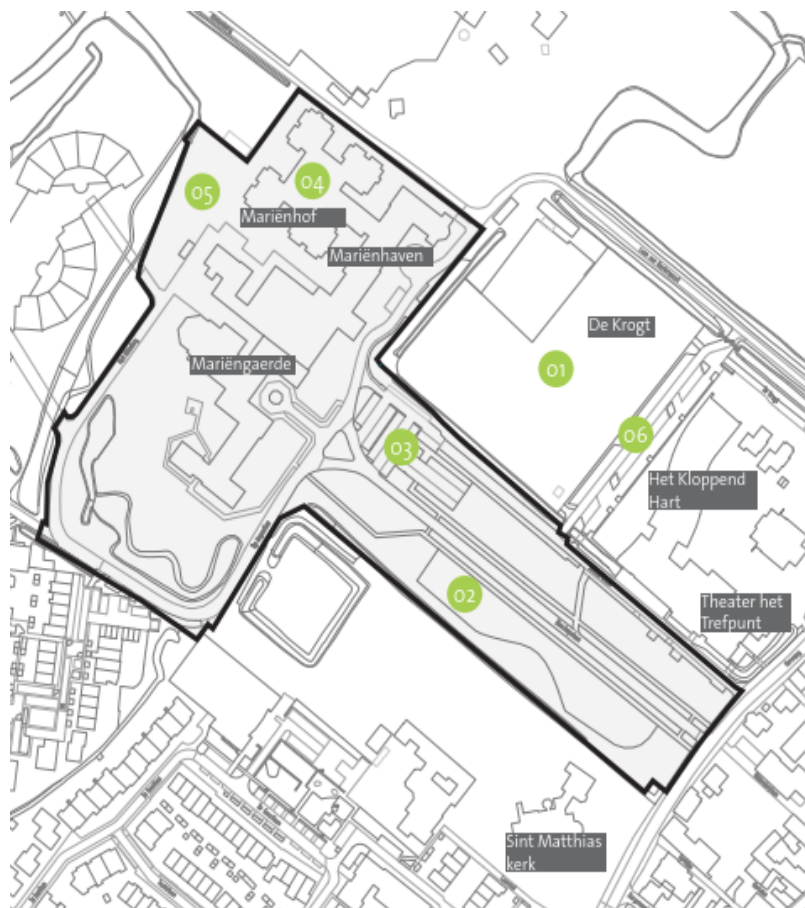 05
04
Mariënhof
Mariënhaven
De Krogt
Mariëngaerde
01
03
06
Het Kloppend
Hart
02
Theater het
Trefpunt
Sint Matthias
kerk